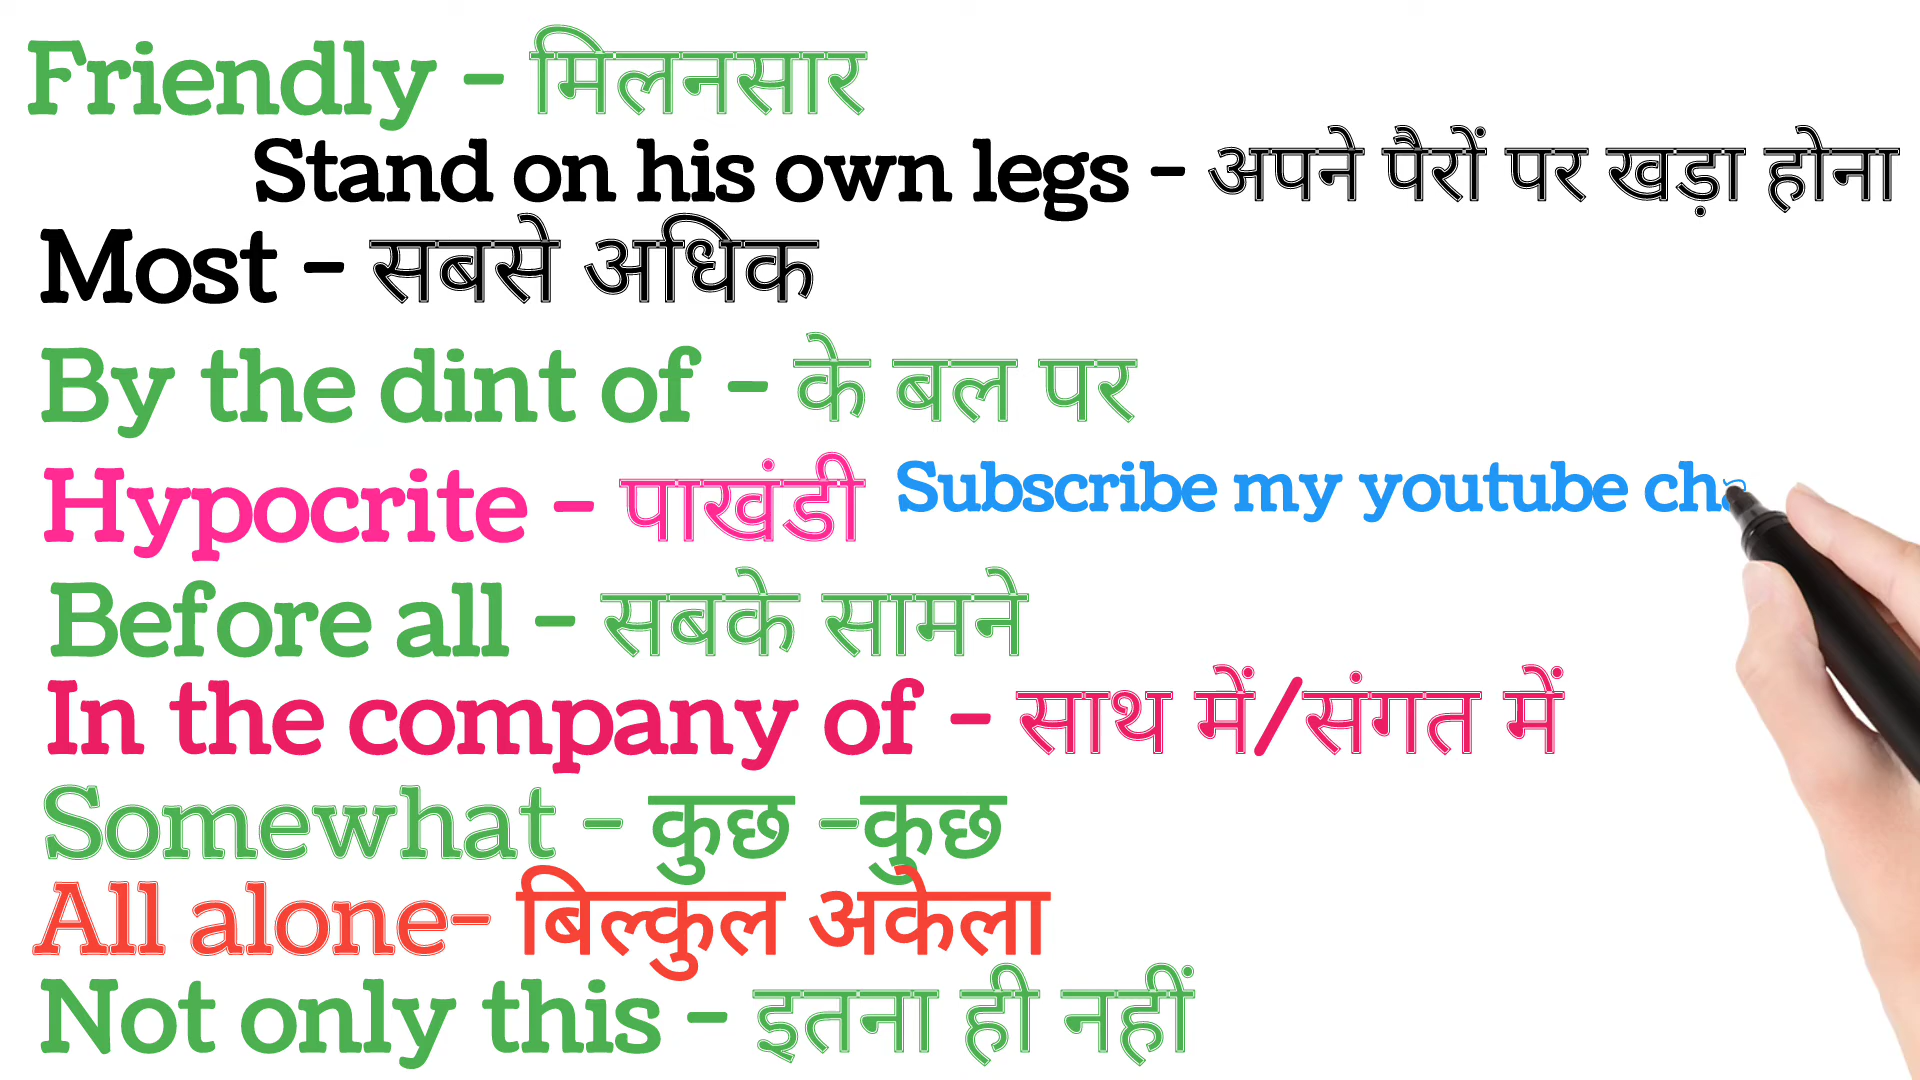 Friendly - मिलनसार
Stand on his own legs - अपने पैरों पर खड़ा होना
Most - सबसे अधिक
By the dint of - के बल पर
Hypocrite - पाखंडी
Subscribe my youtube cha
Before all - सबके सामने
In the company of - साथ में/संगत में
Somewhat - कुछ -कुछ
All alone- बिल्कुल अकेला
Not only this - इतना ही नहीं